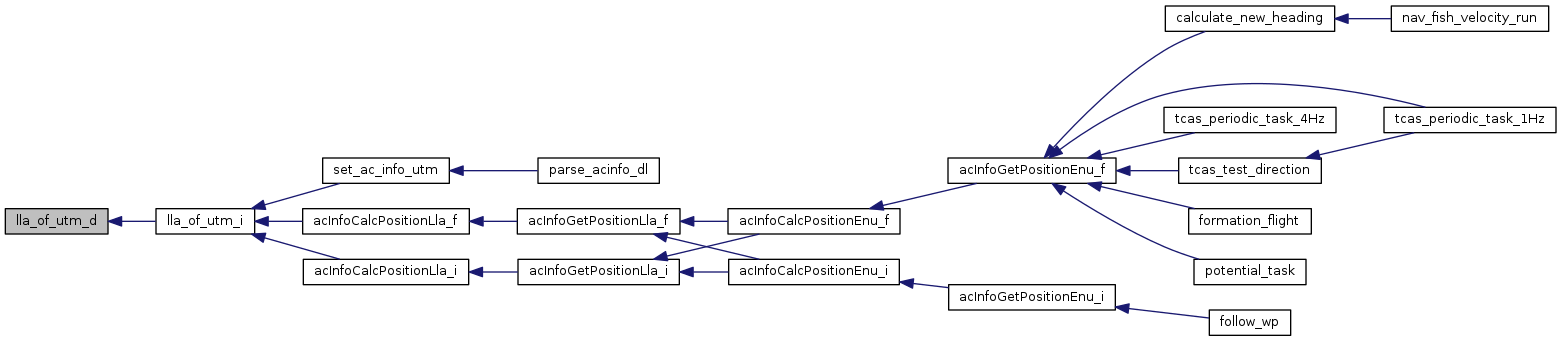 calculate_new_heading
nav_fish_velocity_run
tcas_periodic_task_4Hz
tcas_periodic_task_1Hz
set_ac_info_utm
parse_acinfo_dl
acInfoGetPositionEnu_f
tcas_test_direction
lla_of_utm_d
lla_of_utm_i
acInfoCalcPositionLla_f
acInfoGetPositionLla_f
acInfoCalcPositionEnu_f
formation_flight
acInfoCalcPositionLla_i
acInfoGetPositionLla_i
acInfoCalcPositionEnu_i
potential_task
acInfoGetPositionEnu_i
follow_wp